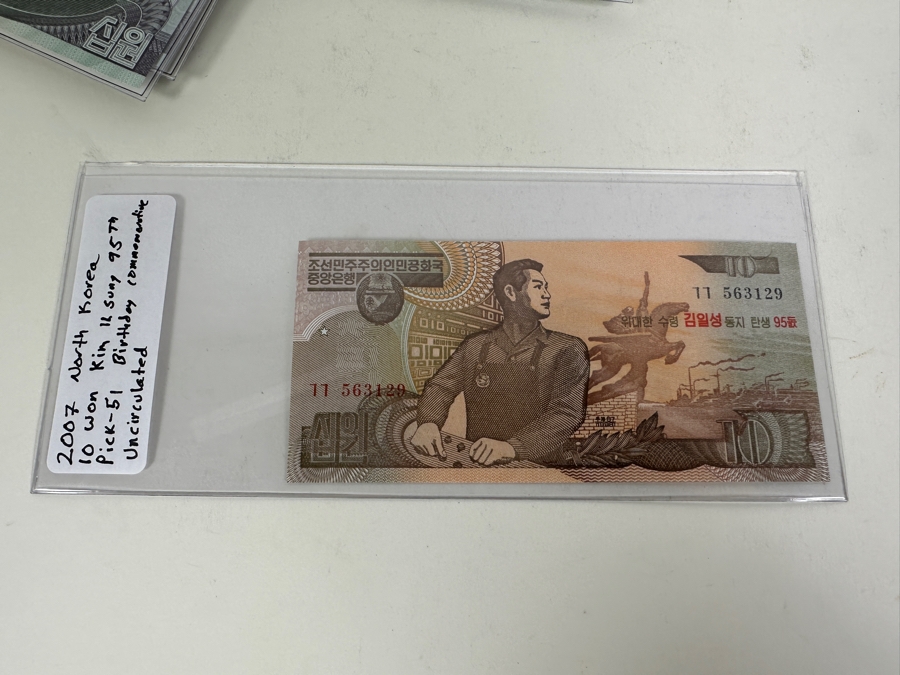 십원
2007 North Korea
10 won Kim IL Sung 95TH
Pick-51 Birthday commemorative
Uncirculated
조선민주주의인민공화국
중앙은행
10
ㄱㄱ 563129
위대한 수령 김일성 동지 탄생 95돐
ㄱㄱ 563129
십원
10